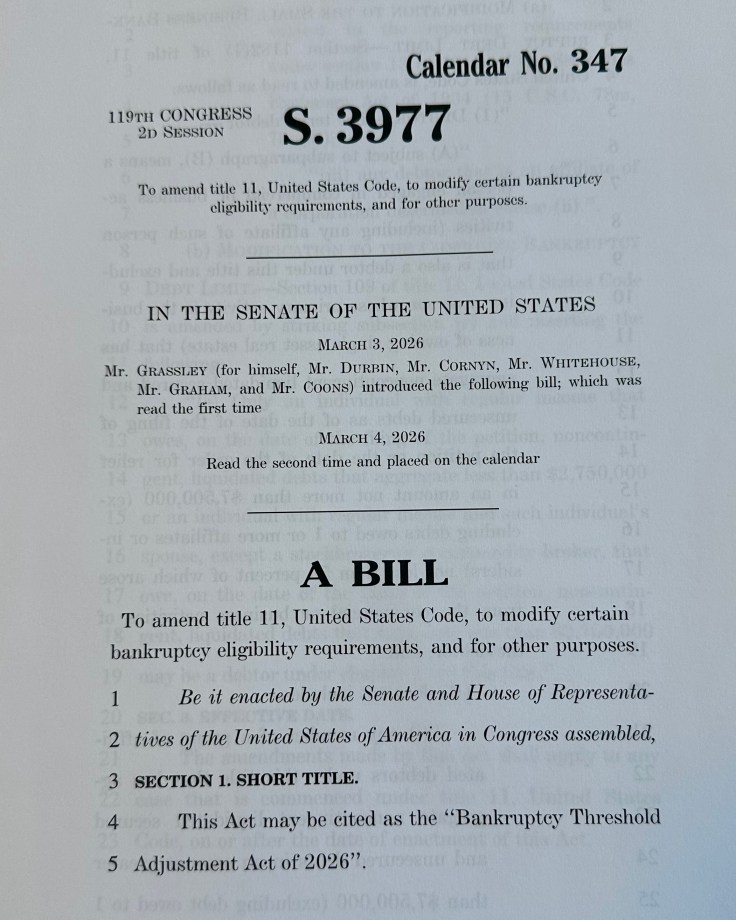 Calendar No. 347
119TH CONGRESS
2D SESSION
S. 3977
To amend title 11, United States Code, to modify certain bankruptcy
eligibility requirements, and for other purposes.
IN THE SENATE OF THE UNITED STATES
MARCH 3, 2026
Mr. GRASSLEY (for himself, Mr. DURBIN, Mr. CORNYN, Mr. WHITEHOUSE,
Mr. GRAHAM, and Mr. COONS) introduced the following bill; which was
read the first time
MARCH 4, 2026
Read the second time and placed on the calendar
A BILL
To amend title 11, United States Code, to modify certain
bankruptcy eligibility requirements, and for other purposes.
1 Be it enacted by the Senate and House of Representa-
2 tives of the United States of America in Congress assembled,
3 SECTION 1. SHORT TITLE.
4 This Act may be cited as the “Bankruptcy Threshold
5 Adjustment Act of 2026”.